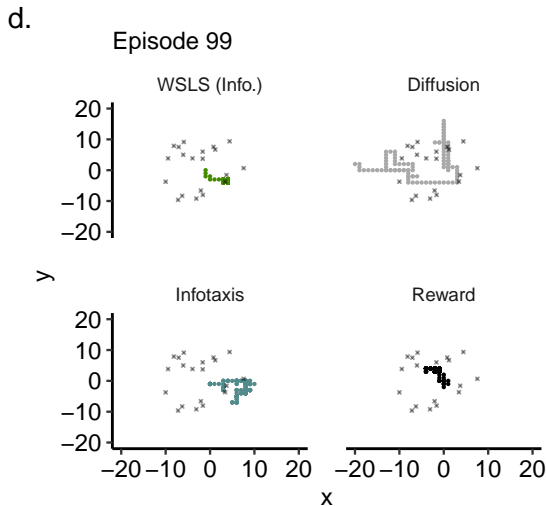 d.
Episode 99
WSLS (Info.) Diffusion
20
10
0
−10
−20
y
Infotaxis Reward
20
10
0
−10
−20
−20 −10 0 10 20 −20 −10 0 10 20
x